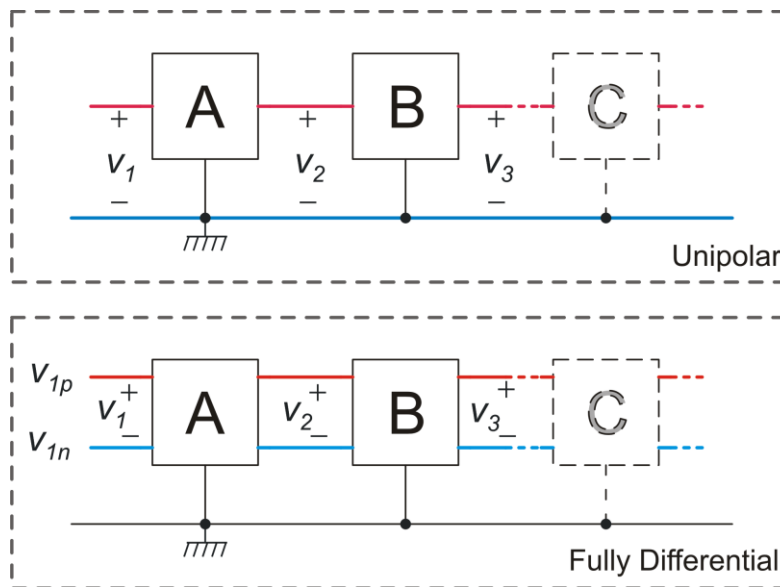 A B C
+ + +
v1 v2 v3
− − −
Unipolar
v1p
A B C
+ + +
v1 v2 v3
− − −
v1n
Fully Differential